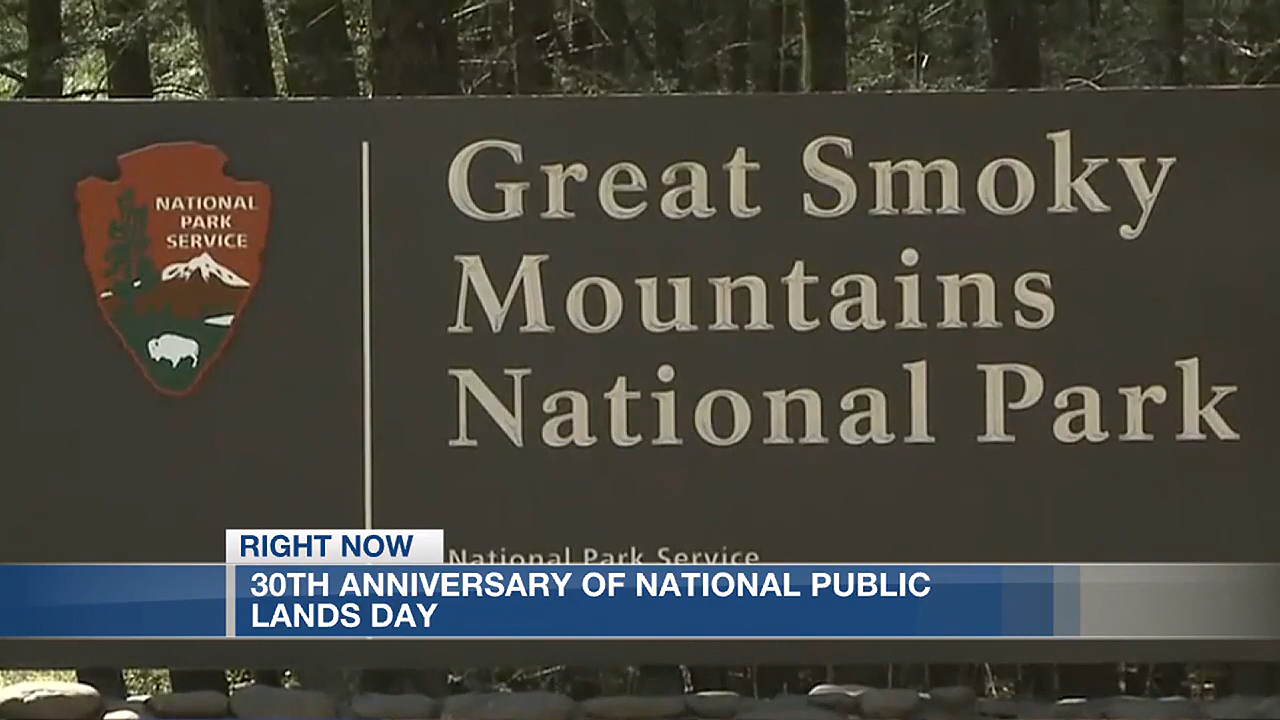 NATIONAL
PARK
SERVICE
Great Smoky
Mountains
National Park
National Park Service
RIGHT NOW
30TH ANNIVERSARY OF NATIONAL PUBLIC
LANDS DAY